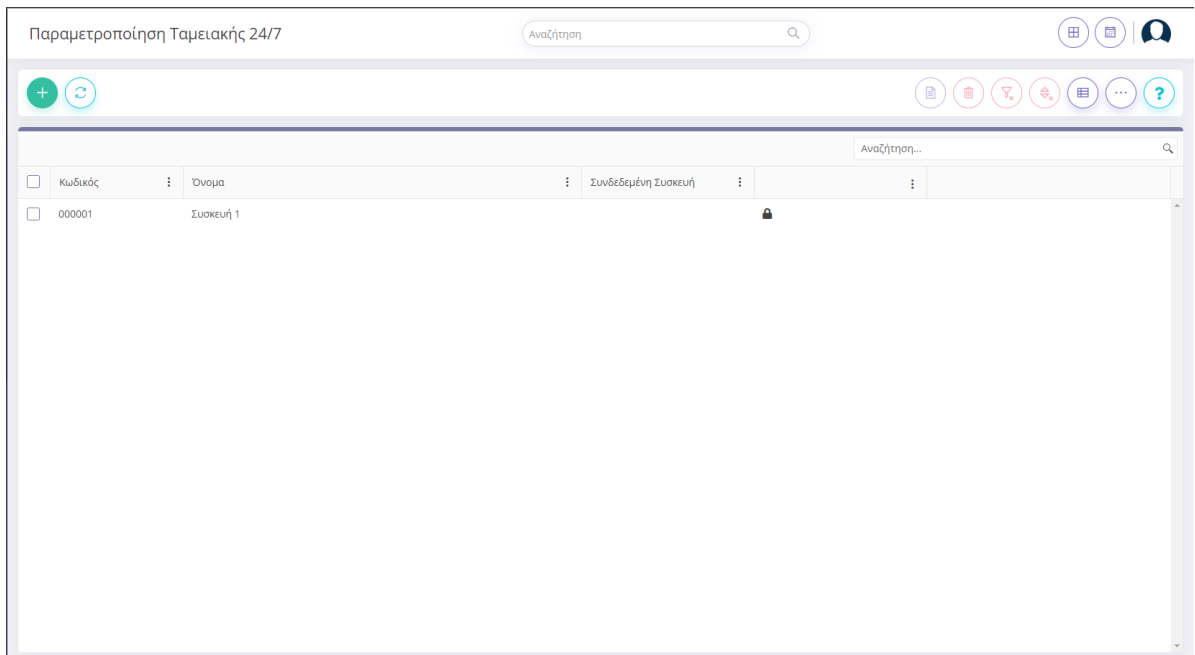 Παραμετροποίηση Ταμειακής 24/7
Αναζήτηση
?
Αναζήτηση...
Κωδικός Όνομα Συνδεδεμένη Συσκευή
000001 Συσκευή 1